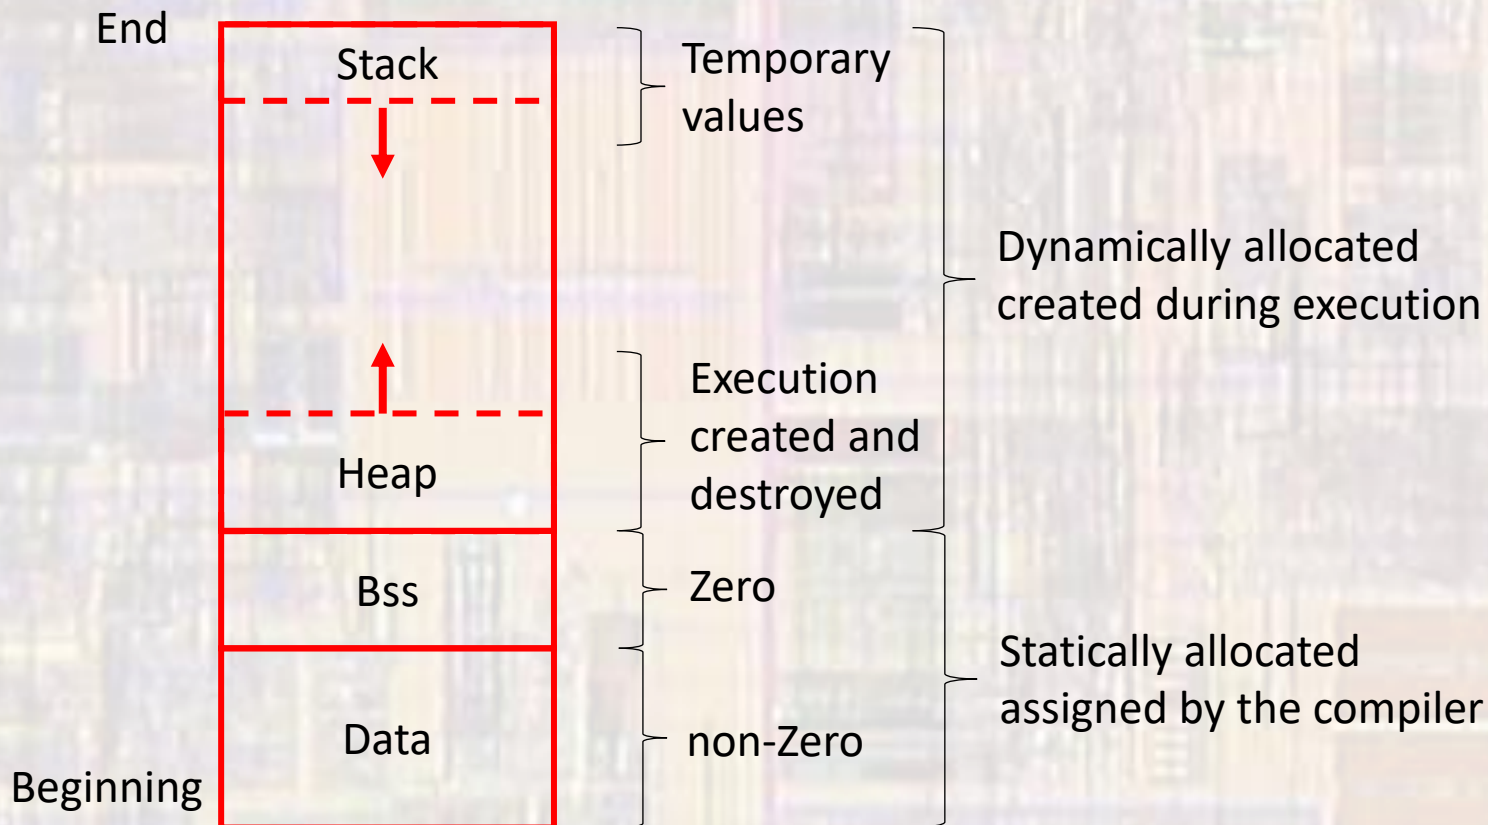 End
Stack
Temporary
values
Dynamically allocated
created during execution
Execution
created and
destroyed
Heap
Bss
Zero
Statically allocated
assigned by the compiler
Data
non-Zero
Beginning